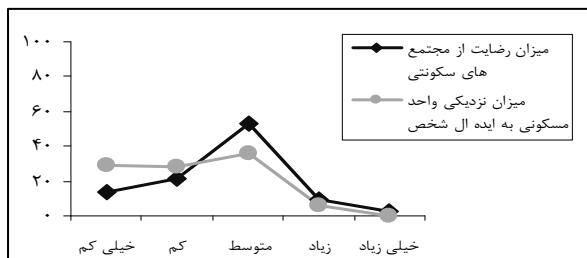 ۱۰۰
۸۰
۶۰
۴۰
۲۰
۰
خیلی کم
کم
متوسط
زیاد
خیلی زیاد
میزان رضایت از مجتمع
های سکونتی
میزان نزدیکی واحد
مسکونی به ایده ال شخص